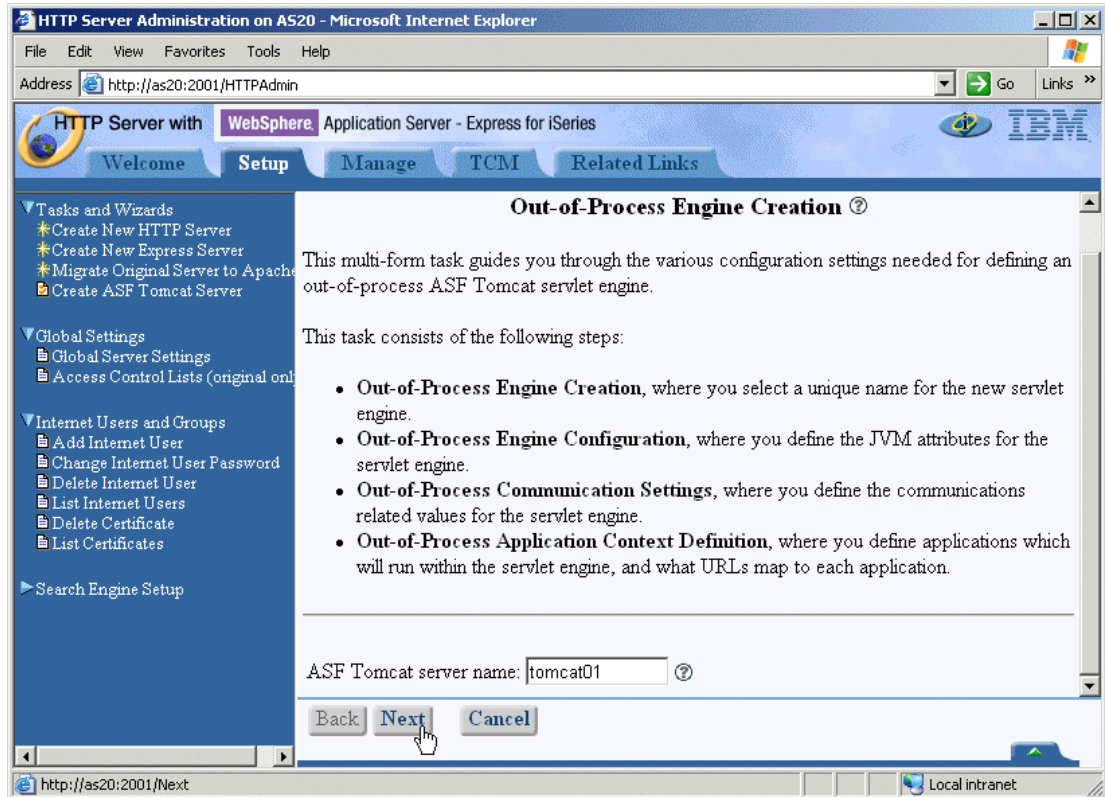 HTTP Server Administration on AS20 - Microsoft Internet Explorer
File Edit View Favorites Tools Help
Address http://as20:2001/HTTPAdmin Go Links »
HTTP Server with WebSphere. Application Server - Express for iSeries IBM
Welcome Setup Manage TCM Related Links
Tasks and Wizards
Create New HTTP Server
Create New Express Server
Migrate Original Server to Apache
Create ASF Tomcat Server
Global Settings
Global Server Settings
Access Control Lists (original onl
Internet Users and Groups
Add Internet User
Change Internet User Password
Delete Internet User
List Internet Users
Delete Certificate
List Certificates
Search Engine Setup
Out-of-Process Engine Creation ?
This multi-form task guides you through the various configuration settings needed for defining an
out-of-process ASF Tomcat servlet engine.
This task consists of the following steps:
• Out-of-Process Engine Creation, where you select a unique name for the new servlet
engine.
• Out-of-Process Engine Configuration, where you define the JVM attributes for the
servlet engine.
• Out-of-Process Communication Settings, where you define the communications
related values for the servlet engine.
• Out-of-Process Application Context Definition, where you define applications which
will run within the servlet engine, and what URLs map to each application.
ASF Tomcat server name: tomcat01 ?
Back Next Cancel
http://as20:2001/Next Local intranet